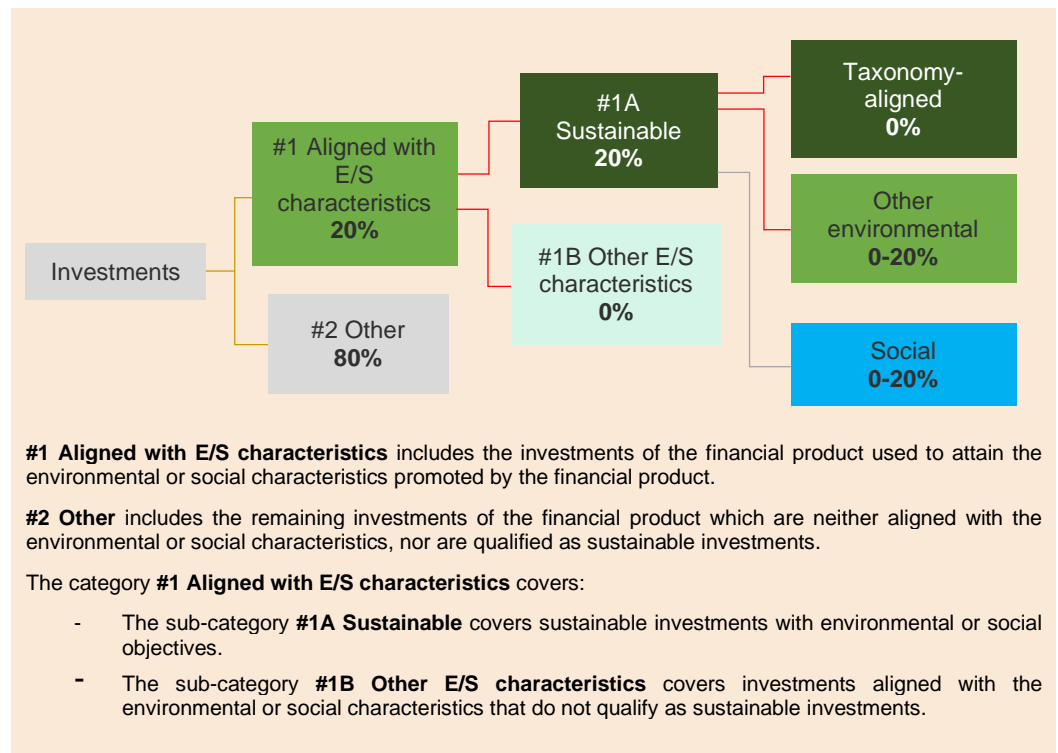 Investments
#1 Aligned with
E/S
characteristics
20%
#2 Other
80%
#1A
Sustainable
20%
#1B Other E/S
characteristics
0%
Taxonomy-
aligned
0%
Other
environmental
0-20%
Social
0-20%
#1 Aligned with E/S characteristics includes the investments of the financial product used to attain the
environmental or social characteristics promoted by the financial product.
#2 Other includes the remaining investments of the financial product which are neither aligned with the
environmental or social characteristics, nor are qualified as sustainable investments.
The category #1 Aligned with E/S characteristics covers:
- The sub-category #1A Sustainable covers sustainable investments with environmental or social
objectives.
- The sub-category #1B Other E/S characteristics covers investments aligned with the
environmental or social characteristics that do not qualify as sustainable investments.